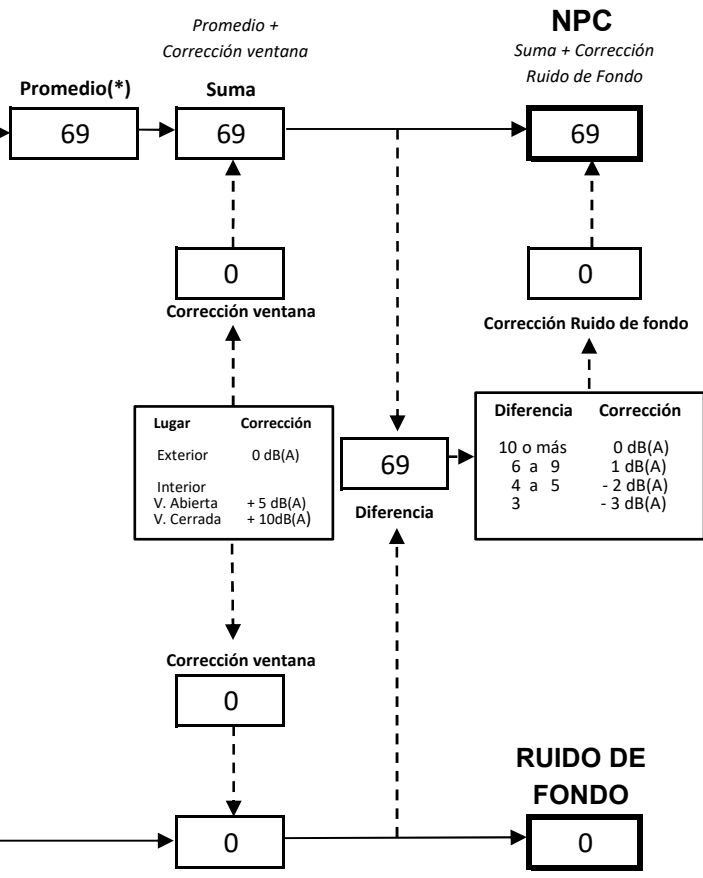 Promedio +
Corrección ventana
NPC
Suma + Corrección
Ruido de Fondo
Promedio(*)
Suma
69
69
69
0
0
Corrección ventana
Corrección Ruido de fondo
Lugar Corrección
Exterior 0 dB(A)
Interior
V. Abierta + 5 dB(A)
V. Cerrada + 10dB(A)
69
Diferencia
Diferencia Corrección
10 o más 0 dB(A)
6 a 9 1 dB(A)
4 a 5 - 2 dB(A)
3 - 3 dB(A)
Corrección ventana
0
RUIDO DE
FONDO
0
0